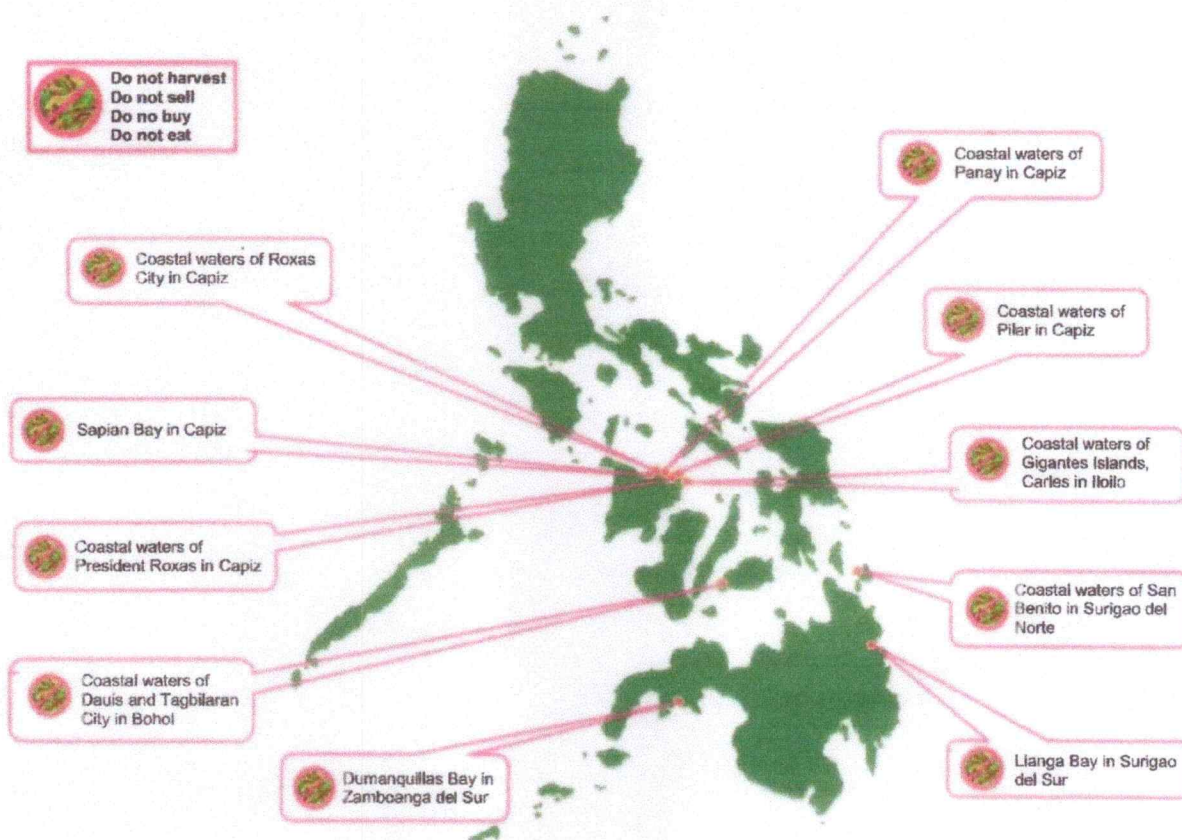 Do not harvest
Do not sell
Do no buy
Do not eat
Coastal waters of
Panay in Capiz
Coastal waters of Roxas
City in Capiz
Coastal waters of
Pilar in Capiz
Sapian Bay in Capiz
Coastal waters of
Gigantes Islands,
Carles in Iloilo
Coastal waters of
President Roxas in Capiz
Coastal waters of San
Benito in Surigao del
Norte
Coastal waters of
Dauis and Tagbilaran
City in Bohol
Dumanquillas Bay in
Zamboanga del Sur
Lianga Bay in Surigao
del Sur